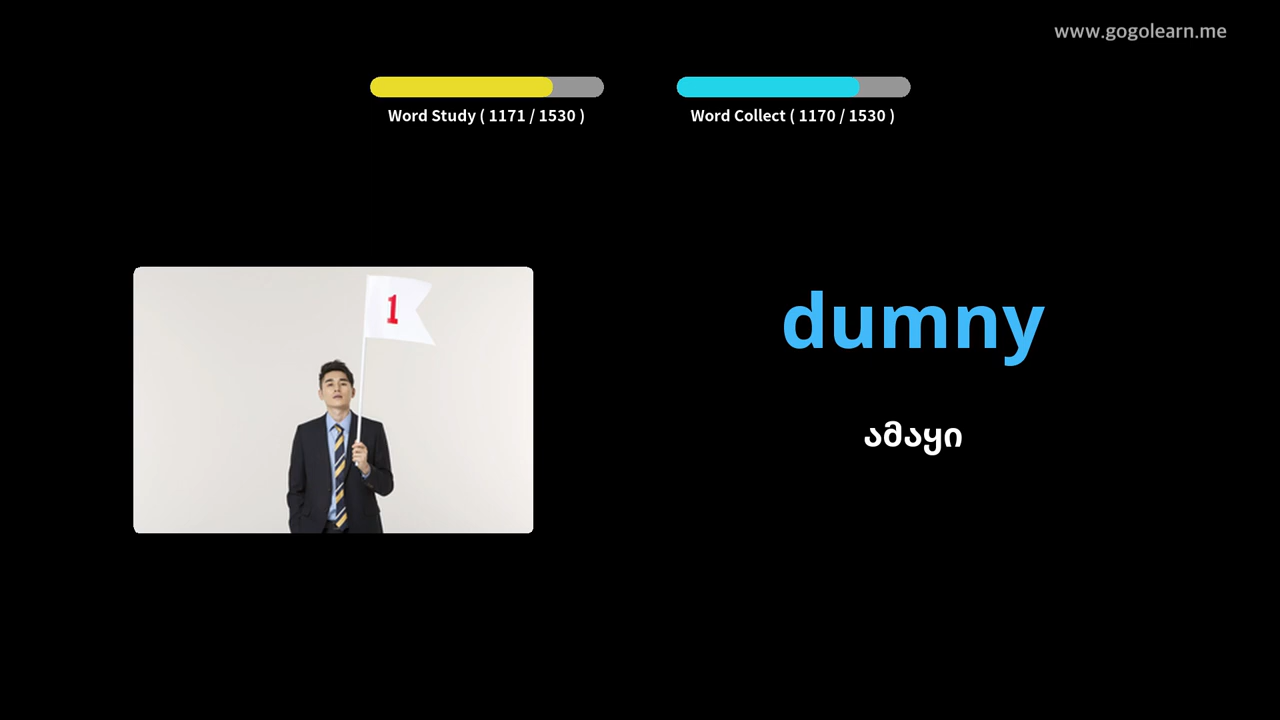 www.gogolearn.me
Word Study ( 1171 / 1530 )
Word Collect ( 1170 / 1530 )
1
dumny
ამაყი